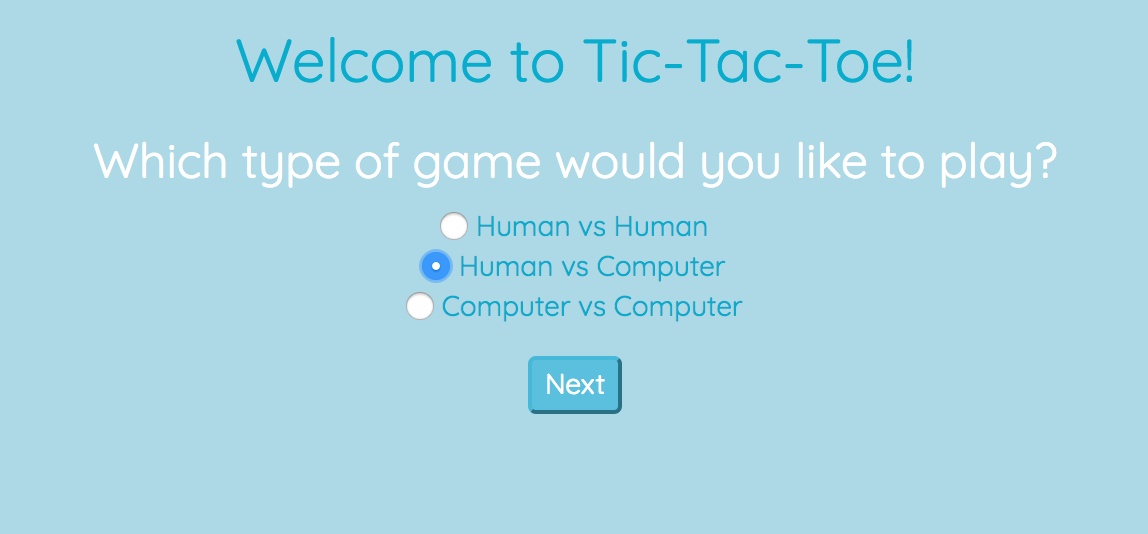 Welcome to Tic-Tac-Toe!
Which type of game would you like to play?
Human vs Human
Human vs Computer
Computer vs Computer
Next